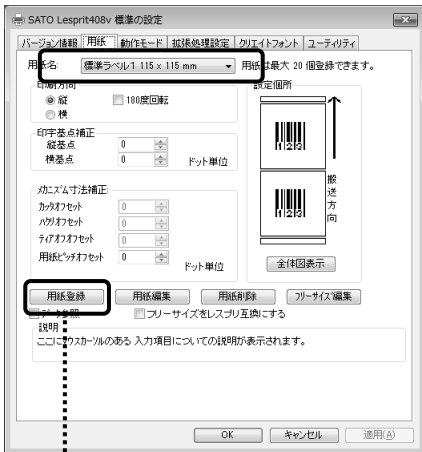 SATO Lesprit408v 標準の設定
バージョン情報 用紙 動作モード 拡張処理設定 クリエイトフォント ユーティリティ
用紙名: 標準ラベル1 115 x 115 mm 用紙は最大 20 個登録できます。
印刷方向
縦 180度回転
横
印字基点補正
縦基点 0
横基点 0 ドット単位
メカニズム寸法補正
カッタオフセット 0
ハクリオフセット 0
ティアオフオフセット 0
用紙ピッチオフセット 0 ドット単位
設定個所
123
123
搬送方向
全体図表示
用紙登録 用紙編集 用紙削除 フリーサイズ編集
データ参照 フリーサイズをレスプリ互換にする
説明
ここにマウスカーソルのある 入力項目についての説明が表示されます。
OK キャンセル 適用(A)